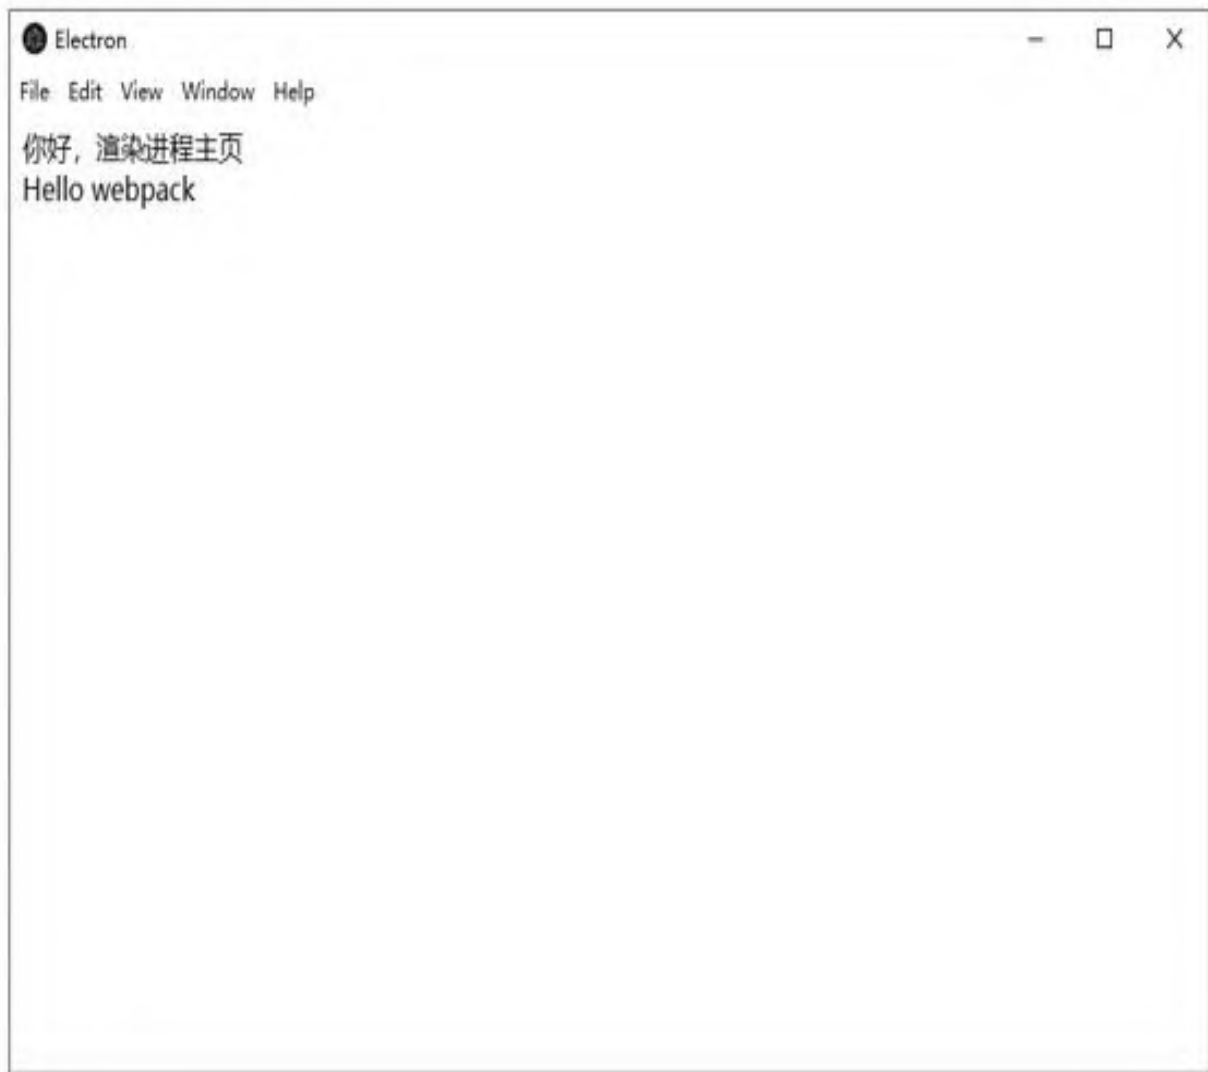 Electron
File Edit View Window Help
你好，渲染进程主页
Hello webpack